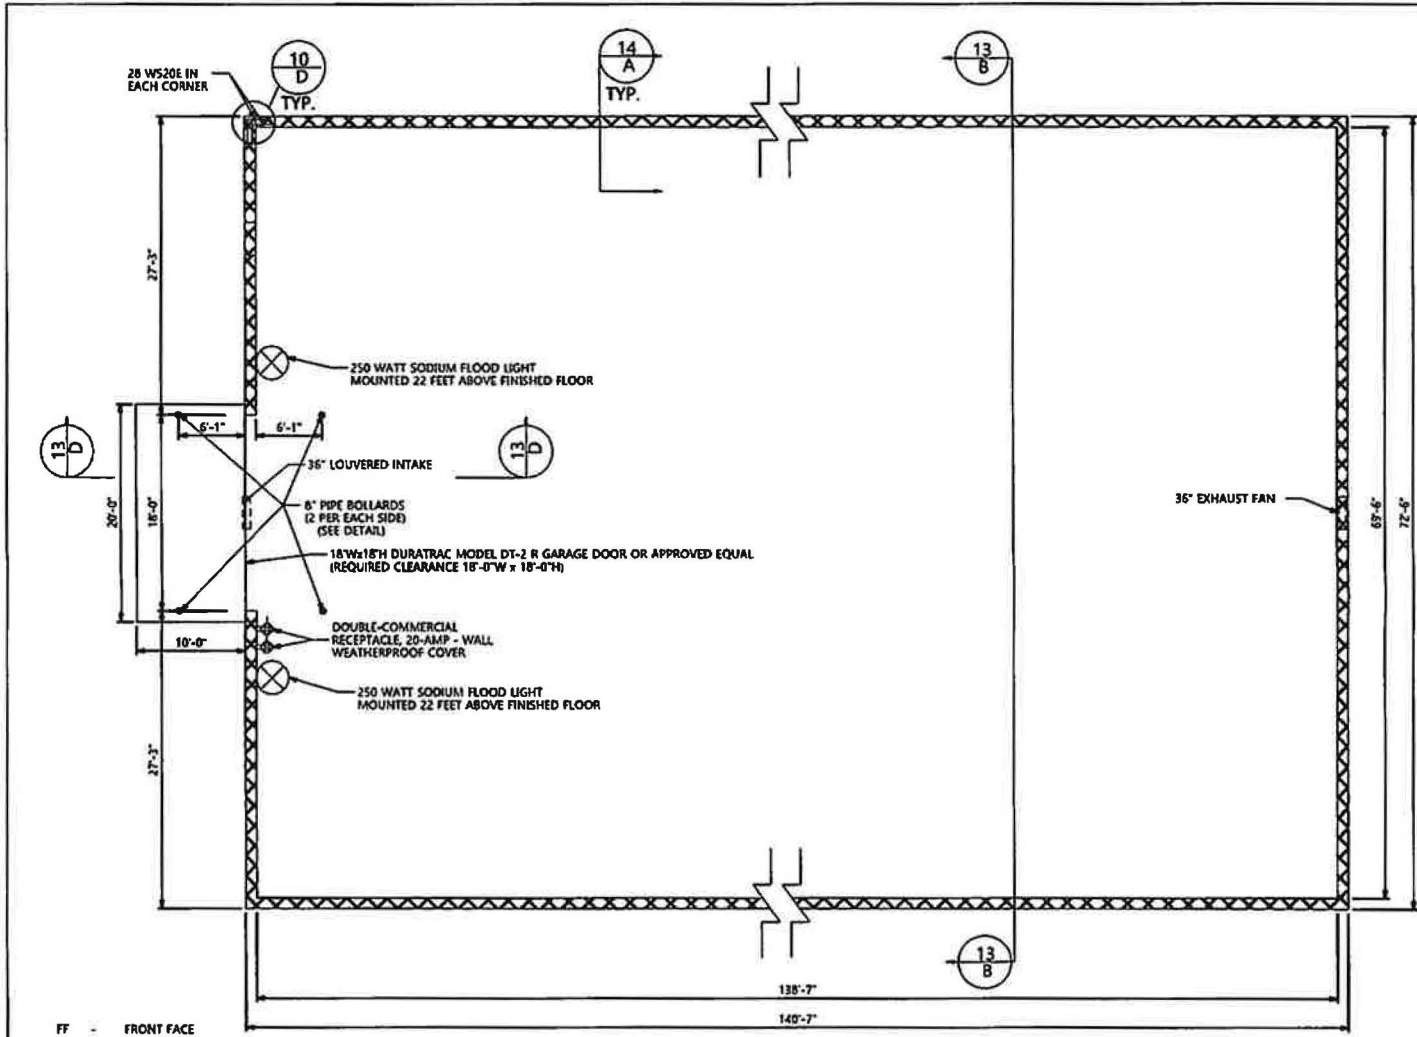 10
D
TYP.
14
A
TYP.
13
B
28 WS20E IN
EACH CORNER
27'-3"
250 WATT SODIUM FLOOD LIGHT
MOUNTED 22 FEET ABOVE FINISHED FLOOR
6'-1"
6'-1"
13
D
13
D
36" LOUVERED INTAKE
8" PIPE BOLLARDS
(2 PER EACH SIDE)
(SEE DETAIL)
20'-0"
18'-0"
36" EXHAUST FAN
69'-6"
72'-6"
18'Wx18'H DURATRAC MODEL DT-2 R GARAGE DOOR OR APPROVED EQUAL
(REQUIRED CLEARANCE 18'-0"W x 18'-0"H)
DOUBLE-COMMERCIAL
RECEPTACLE, 20-AMP - WALL
WEATHERPROOF COVER
10'-0"
250 WATT SODIUM FLOOD LIGHT
MOUNTED 22 FEET ABOVE FINISHED FLOOR
27'-3"
13
B
138'-7"
140'-7"
FF - FRONT FACE